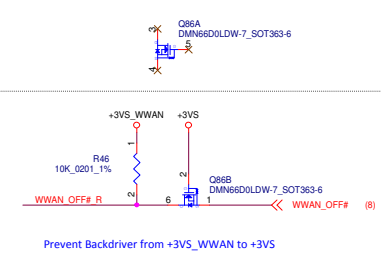 Q86A
DMN66D0LDW-7_SOT363-6
3
5
4
+3VS_WWAN
+3VS
1
R46
10K_0201_1%
2
2
Q86B
DMN66D0LDW-7_SOT363-6
WWAN_OFF#_R
6
1
WWAN_OFF# (8)
Prevent Backdriver from +3VS_WWAN to +3VS